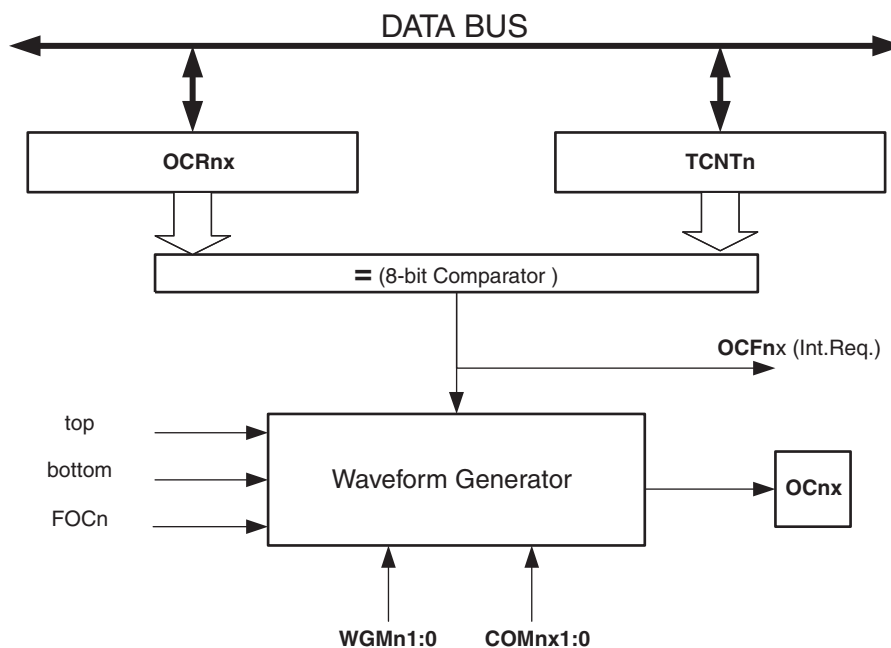 DATA BUS
OCRnx
TCNTn
= (8-bit Comparator )
OCFnx (Int.Req.)
top
bottom
FOCn
Waveform Generator
OCnx
WGMn1:0
COMnx1:0